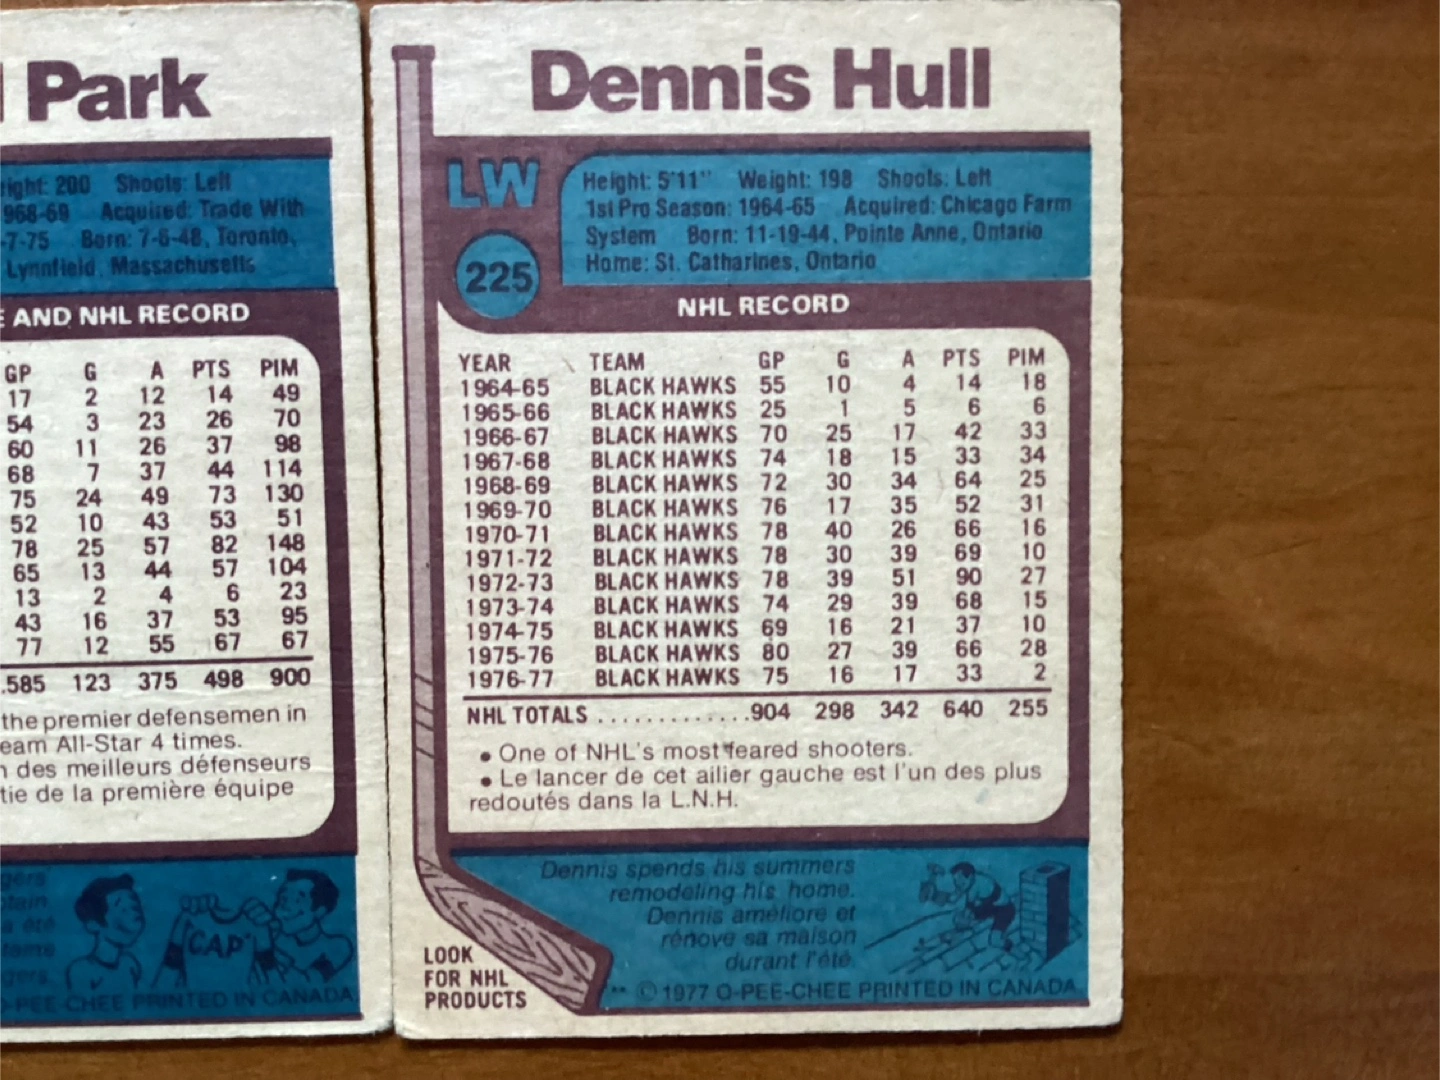 Park
ight: 200 Shoots: Left
968-69 Acquired: Trade With
-7-75 Born: 7-6-48, Toronto,
Lynnfield, Massachusetts
E AND NHL RECORD
GP G A PTS PIM
17 2 12 14 49
54 3 23 26 70
60 11 26 37 98
68 7 37 44 114
75 24 49 73 130
52 10 43 53 51
78 25 57 82 148
65 13 44 57 104
13 2 4 6 23
43 16 37 53 95
77 12 55 67 67
.585 123 375 498 900
the premier defensemen in
eam All-Star 4 times.
n des meilleurs défenseurs
tie de la première équipe
gers'
ptain
a été
gers.
CAP
O-PEE-CHEE PRINTED IN CANADA
Dennis Hull
LW
225
Height: 5'11" Weight: 198 Shoots: Left
1st Pro Season: 1964-65 Acquired: Chicago Farm
System Born: 11-19-44, Pointe Anne, Ontario
Home: St. Catharines, Ontario
NHL RECORD
YEAR TEAM GP G A PTS PIM
1964-65 BLACK HAWKS 55 10 4 14 18
1965-66 BLACK HAWKS 25 1 5 6 6
1966-67 BLACK HAWKS 70 25 17 42 33
1967-68 BLACK HAWKS 74 18 15 33 34
1968-69 BLACK HAWKS 72 30 34 64 25
1969-70 BLACK HAWKS 76 17 35 52 31
1970-71 BLACK HAWKS 78 40 26 66 16
1971-72 BLACK HAWKS 78 30 39 69 10
1972-73 BLACK HAWKS 78 39 51 90 27
1973-74 BLACK HAWKS 74 29 39 68 15
1974-75 BLACK HAWKS 69 16 21 37 10
1975-76 BLACK HAWKS 80 27 39 66 28
1976-77 BLACK HAWKS 75 16 17 33 2
NHL TOTALS ............. 904 298 342 640 255
• One of NHL's most feared shooters.
• Le lancer de cet ailier gauche est l'un des plus
redoutés dans la L.N.H.
Dennis spends his summers
remodeling his home.
Dennis améliore et
rénove sa maison
durant l'été.
LOOK
FOR NHL
PRODUCTS
** © 1977 O-PEE-CHEE PRINTED IN CANADA